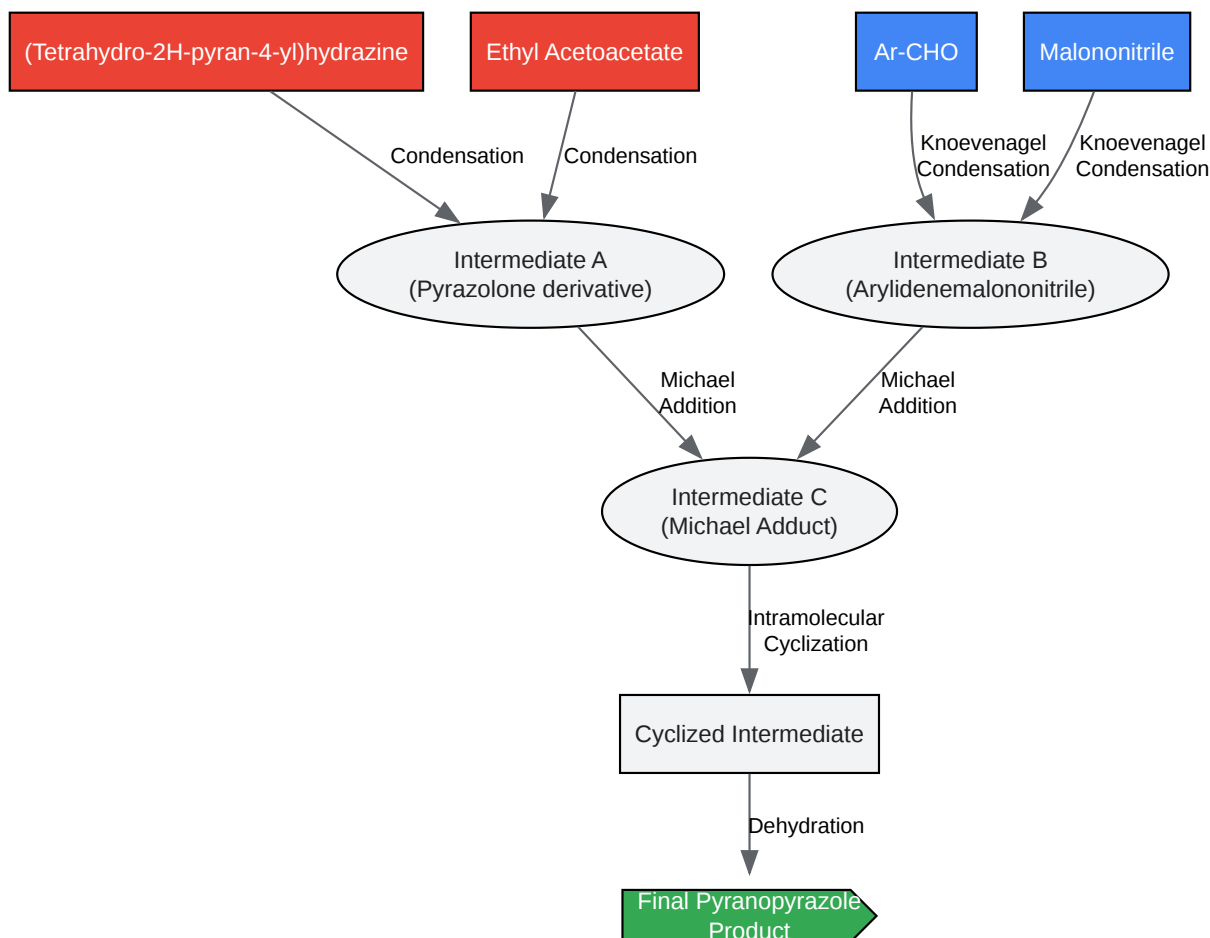 (Tetrahydro-2H-pyran-4-yl)hydrazine
Ethyl Acetoacetate
Ar-CHO
Malononitrile
Condensation
Condensation
Knoevenagel
Condensation
Knoevenagel
Condensation
Intermediate A
(Pyrazolone derivative)
Intermediate B
(Arylidenemalononitrile)
Michael
Addition
Michael
Addition
Intermediate C
(Michael Adduct)
Intramolecular
Cyclization
Cyclized Intermediate
Dehydration
Final Pyranopyrazole
Product